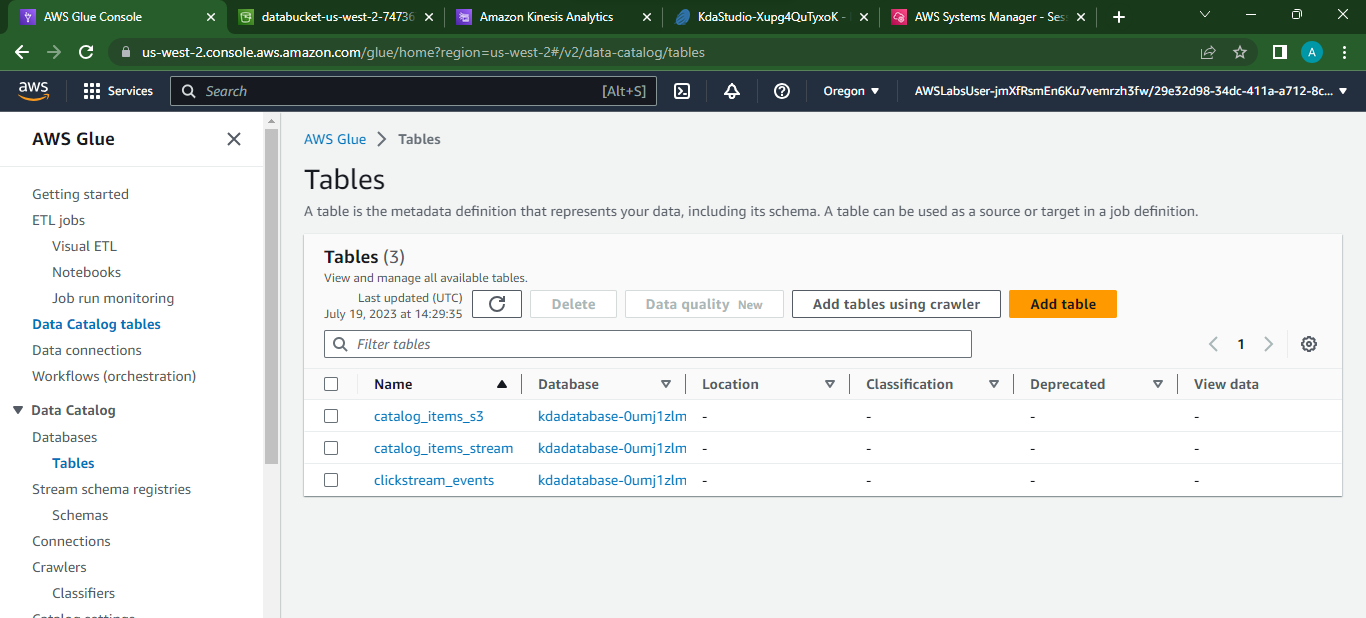 AWS Glue Console
databucket-us-west-2-74736
Amazon Kinesis Analytics
KdaStudio-Xupg4QuTyxoK -
AWS Systems Manager - Ses
us-west-2.console.aws.amazon.com/glue/home?region=us-west-2#/v2/data-catalog/tables
A
aws
Services
Search
[Alt+S]
Oregon
AWSLabsUser-jmXfRsmEn6Ku7vemrzh3fw/29e32d98-34dc-411a-a712-8c...
AWS Glue
Getting started
ETL jobs
Visual ETL
Notebooks
Job run monitoring
Data Catalog tables
Data connections
Workflows (orchestration)
Data Catalog
Databases
Tables
Stream schema registries
Schemas
Connections
Crawlers
Classifiers
Catalog settings
AWS Glue > Tables
Tables
A table is the metadata definition that represents your data, including its schema. A table can be used as a source or target in a job definition.
Tables (3)
View and manage all available tables.
Last updated (UTC)
July 19, 2023 at 14:29:35
Delete
Data quality New
Add tables using crawler
Add table
Filter tables
1
Name Database Location Classification Deprecated View data
catalog_items_s3 kdadatabase-0umj1zlm - - - -
catalog_items_stream kdadatabase-0umj1zlm - - - -
clickstream_events kdadatabase-0umj1zlm - - - -